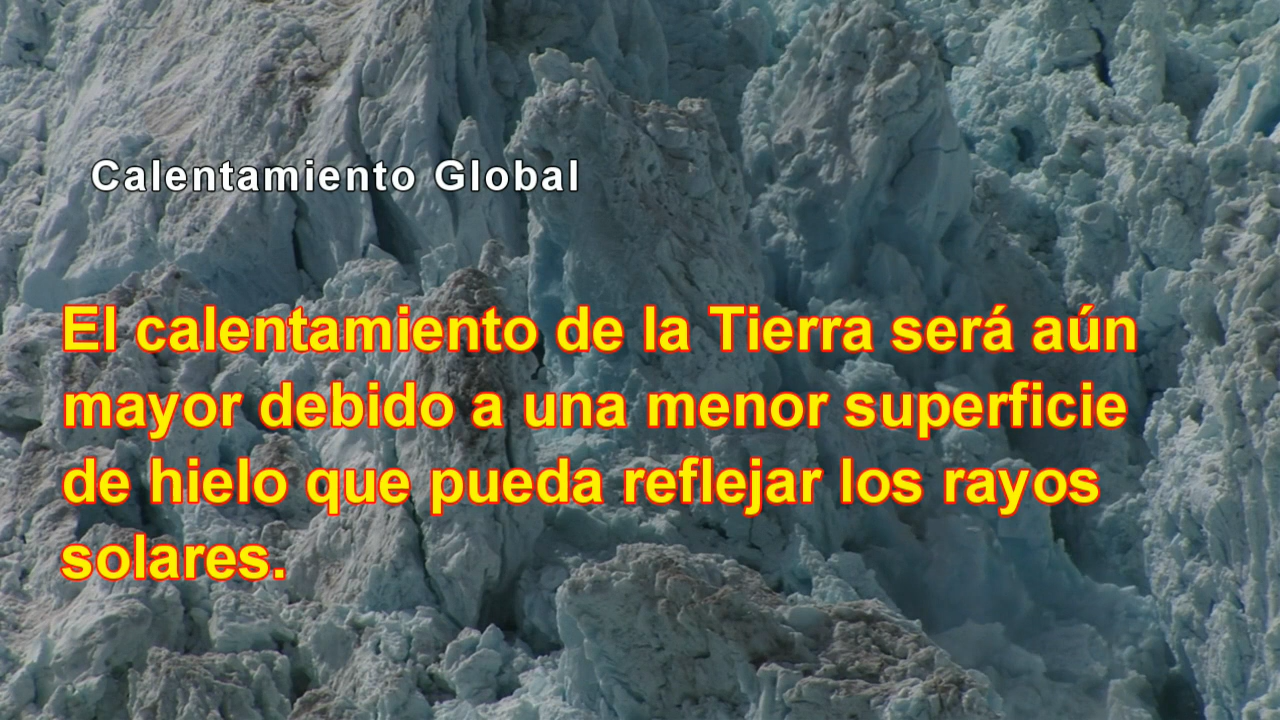 Calentamiento Global
El calentamiento de la Tierra será aún
mayor debido a una menor superficie
de hielo que pueda reflejar los rayos
solares.